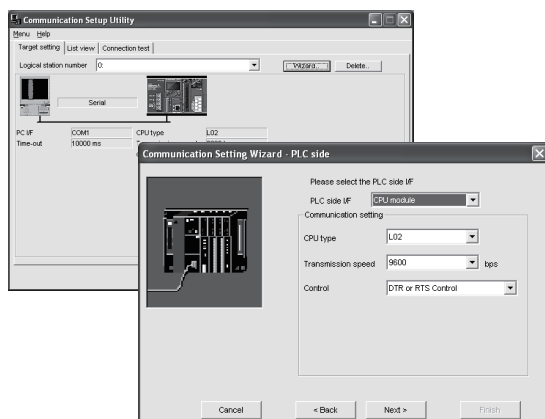 Communication Setup Utility
Menu Help
Target setting List view Connection test
Logical station number 0: Wizard... Delete..
Serial
PC I/F COM1 CPU type L02
Time-out 10000 ms
Communication Setting Wizard - PLC side
Please select the PLC side I/F
PLC side I/F CPU module
Communication setting
CPU type L02
Transmission speed 9600 bps
Control DTR or RTS Control
Cancel < Back Next > Finish